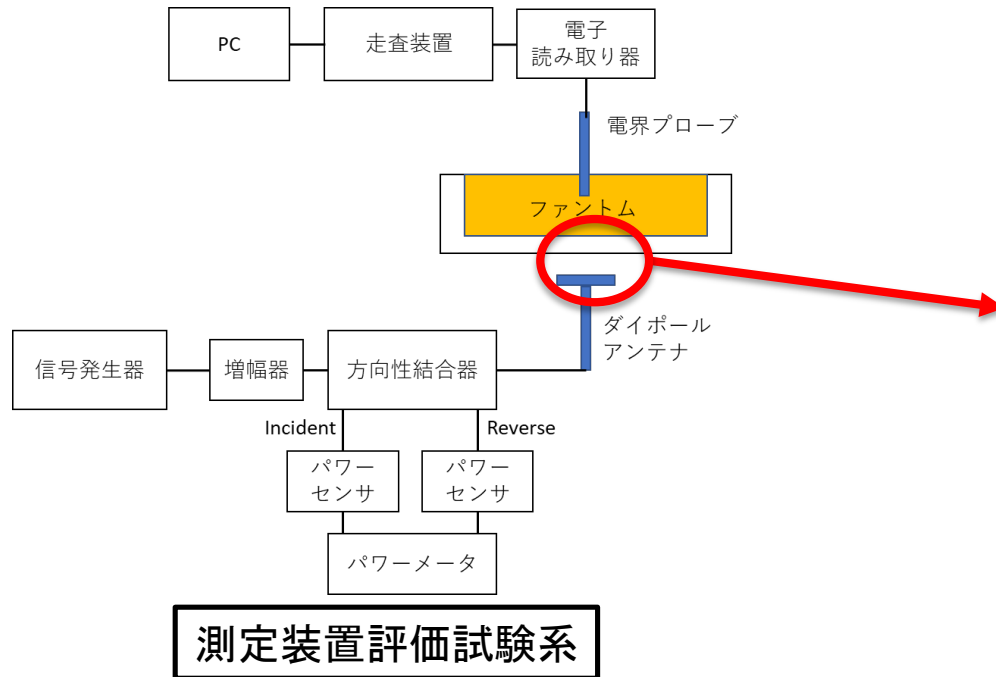 PC
走査装置
電子
読み取り器
電界プローブ
ファントム
ダイポール
アンテナ
信号発生器
増幅器
方向性結合器
Incident
Reverse
パワー
センサ
パワー
センサ
パワーメータ
測定装置評価試験系